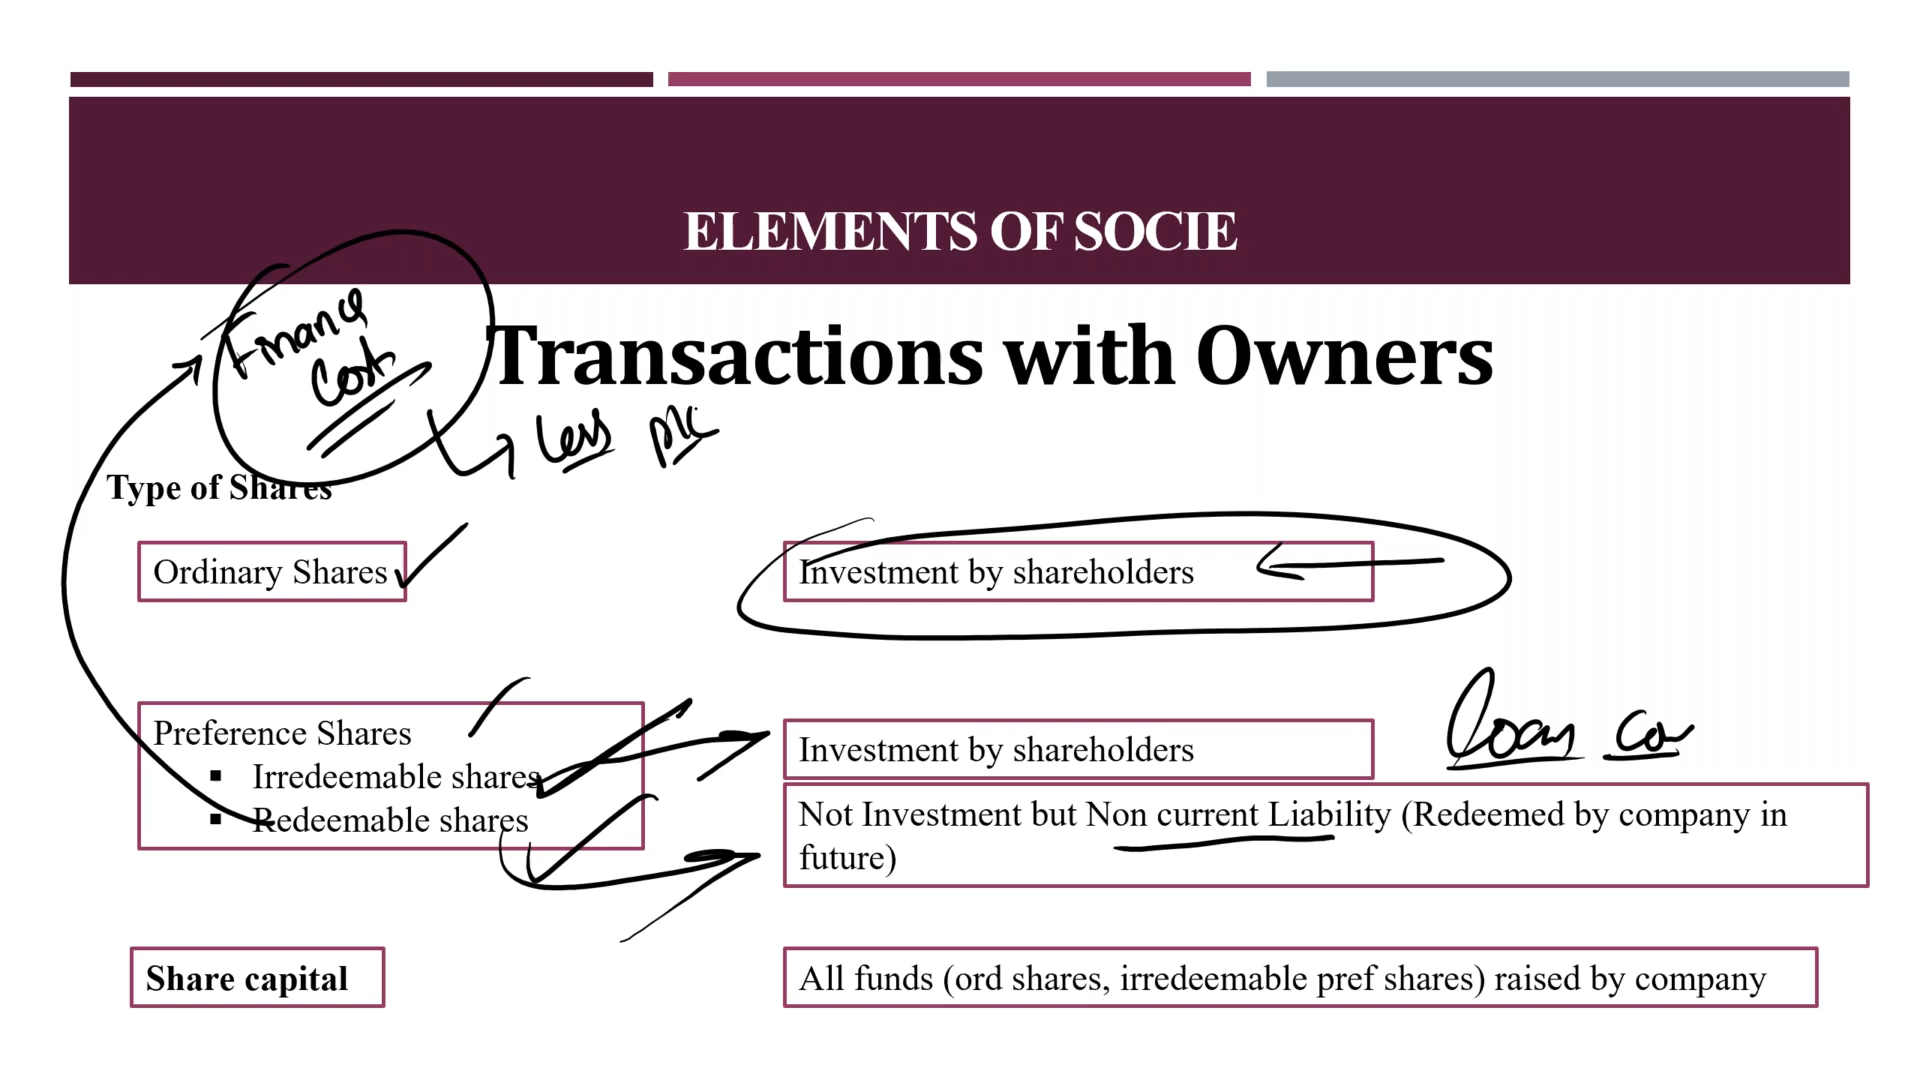 ELEMENTS OF SOCIE
Finance
Cost
Transactions with Owners
Less
Type of Shares
Ordinary Shares
Investment by shareholders
Preference Shares
▪ Irredeemable shares
▪ Redeemable shares
Investment by shareholders
loan
Not Investment but Non current Liability (Redeemed by company in
future)
Share capital
All funds (ord shares, irredeemable pref shares) raised by company